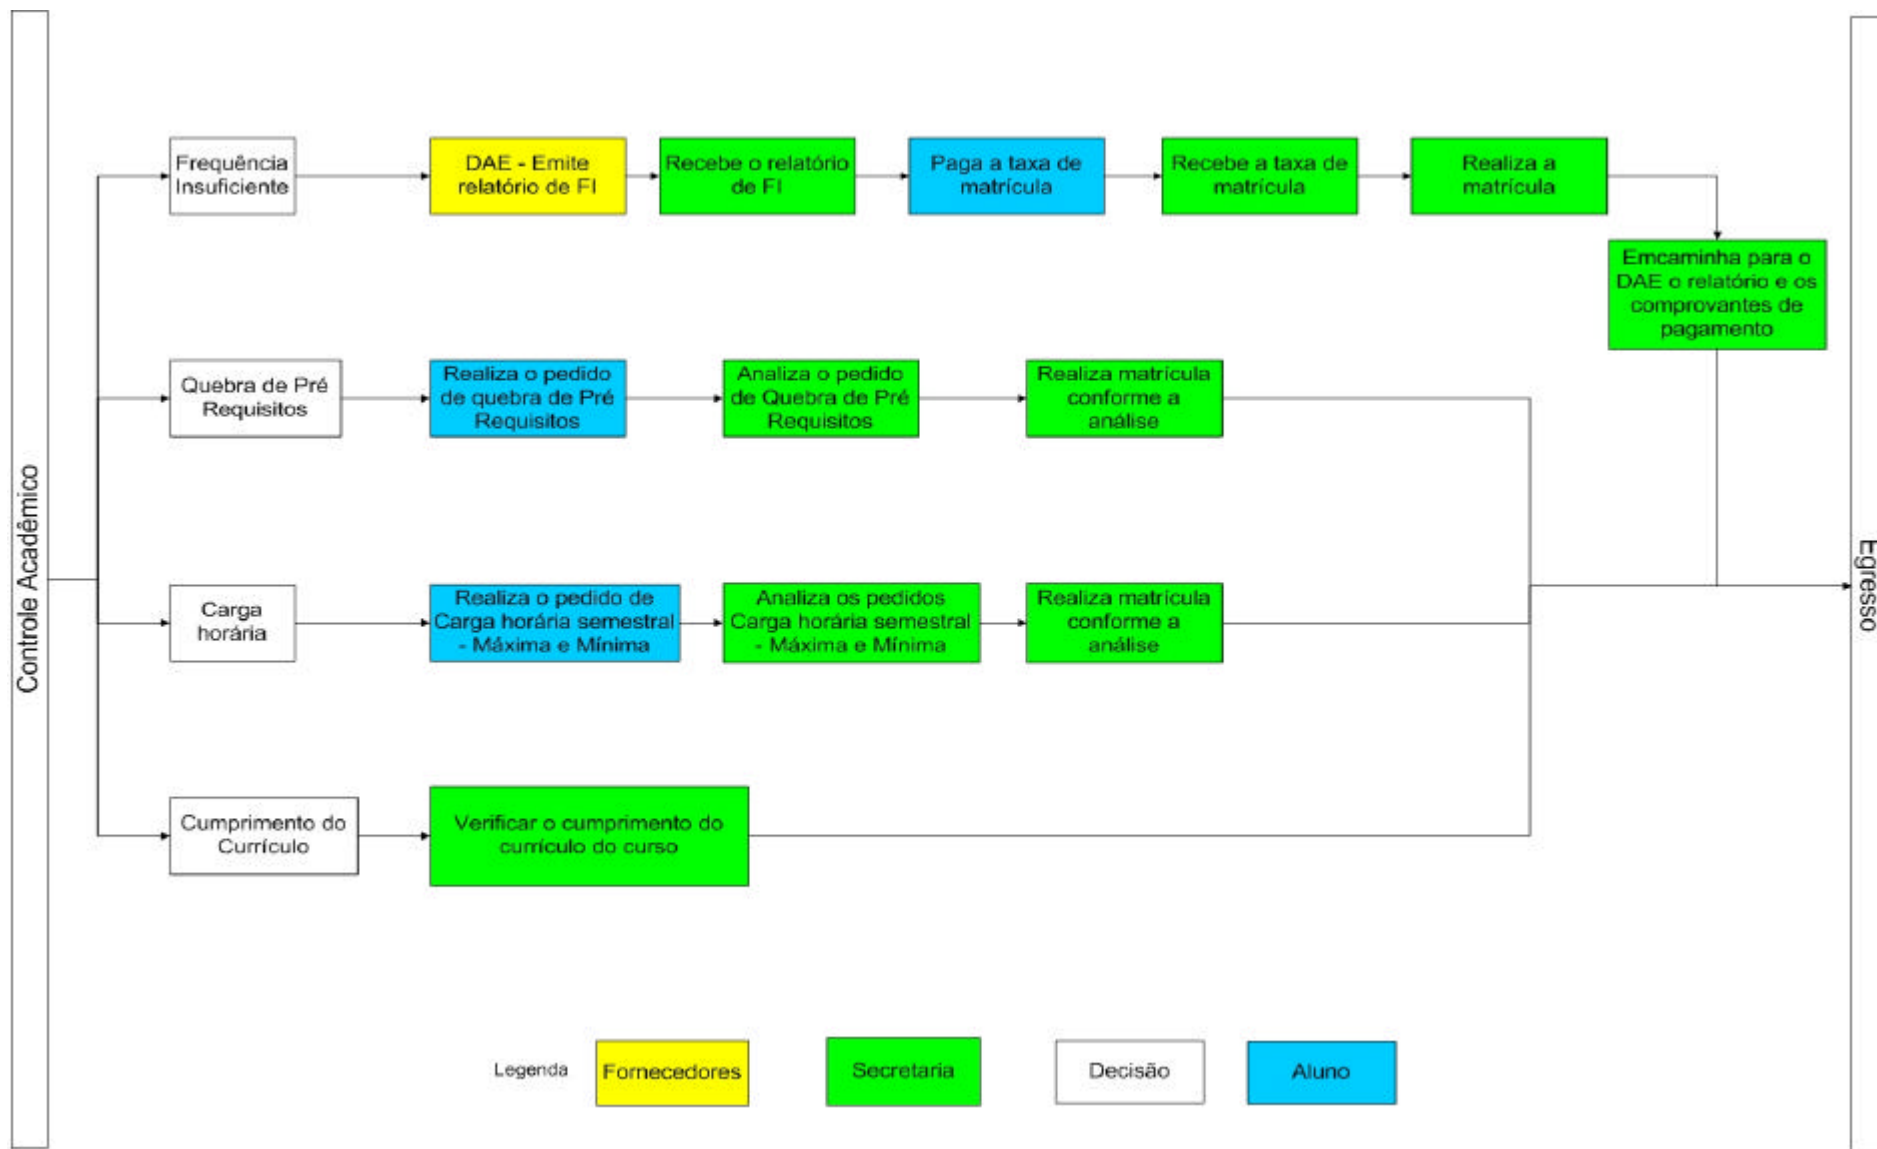 Controle Acadêmico
Frequência
Insuficiente
DAE - Emite
relatório de FI
Recebe o relatório
de FI
Paga a taxa de
matrícula
Recebe a taxa de
matrícula
Realiza a
matrícula
Emcaminha para o
DAE o relatório e os
comprovantes de
pagamento
Quebra de Pré
Requisitos
Realiza o pedido
de quebra de Pré
Requisitos
Analiza o pedido
de Quebra de Pré
Requisitos
Realiza matrícula
conforme a
análise
Carga
horária
Realiza o pedido de
Carga horária semestral
- Máxima e Mínima
Analiza os pedidos
Carga horária semestral
- Máxima e Mínima
Realiza matrícula
conforme a
análise
Cumprimento do
Currículo
Verificar o cumprimento do
currículo do curso
Egresso
Legenda
Fornecedores
Secretaria
Decisão
Aluno